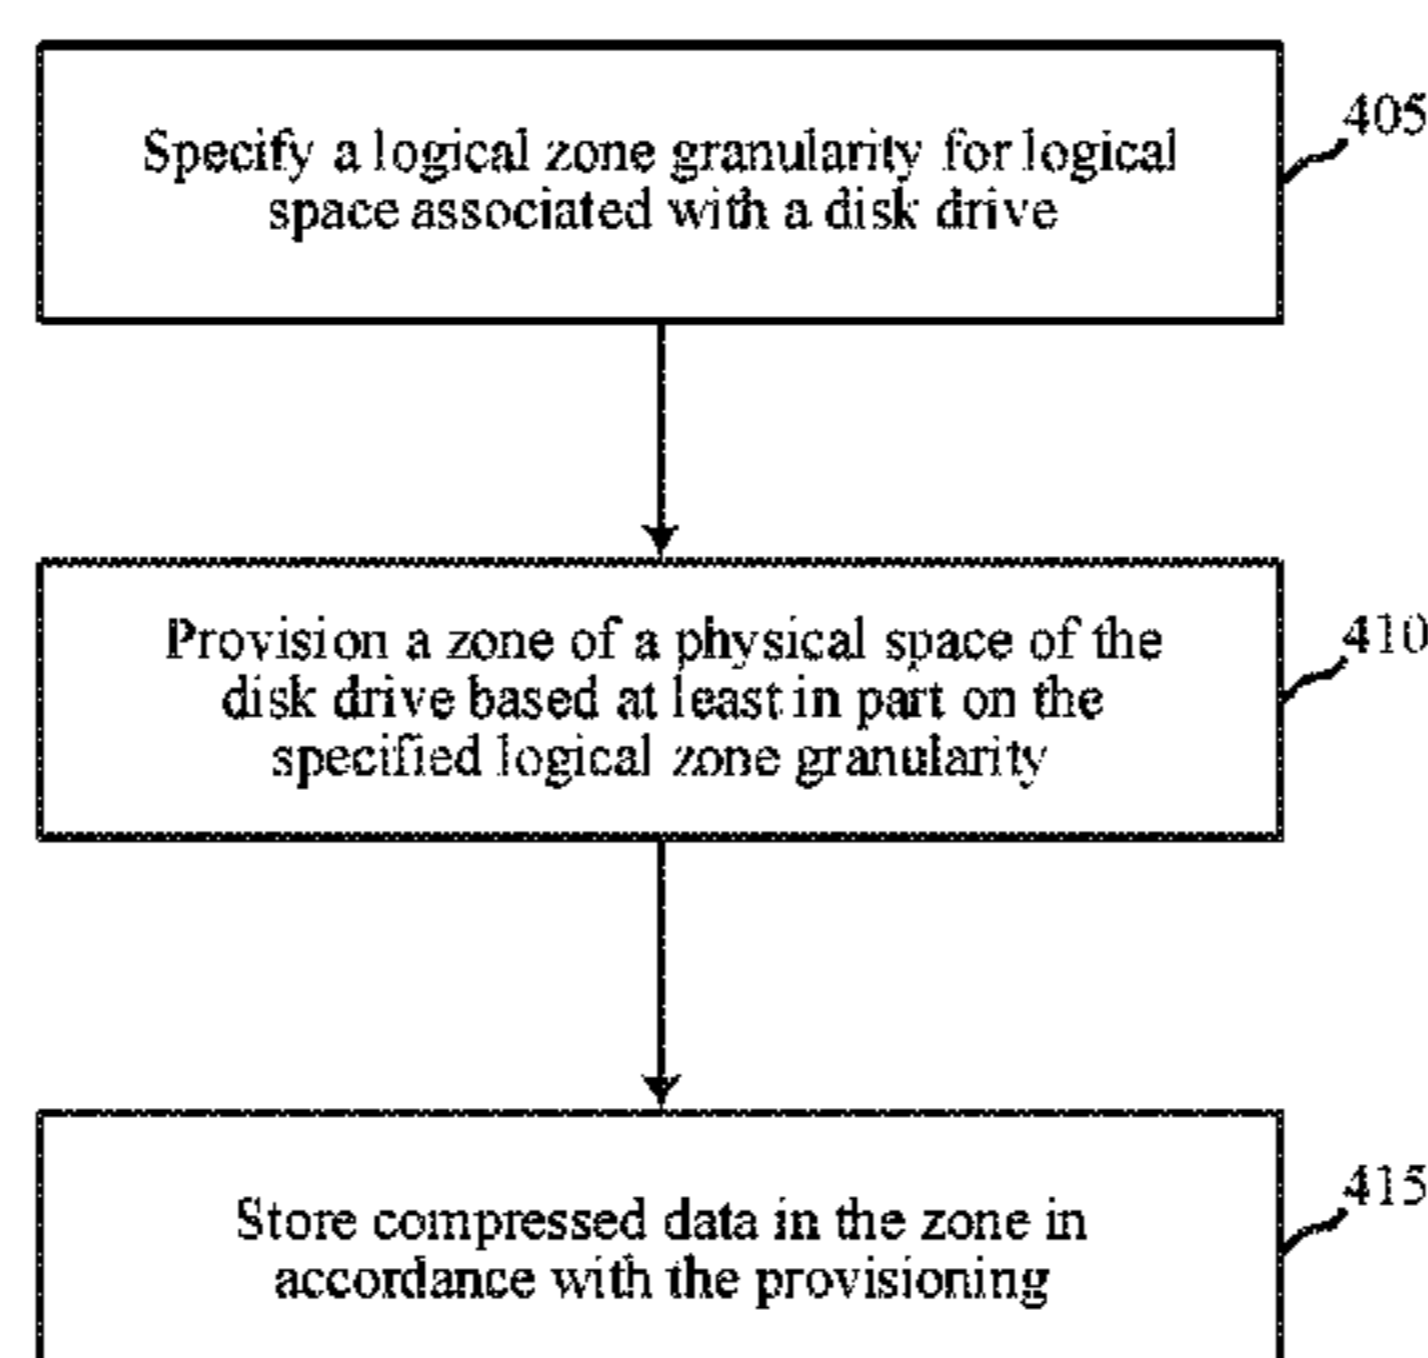 405
Specify a logical zone granularity for logical
space associated with a disk drive
410
Provision a zone of a physical space of the
disk drive based at least in part on the
specified logical zone granularity
415
Store compressed data in the zone in
accordance with the provisioning